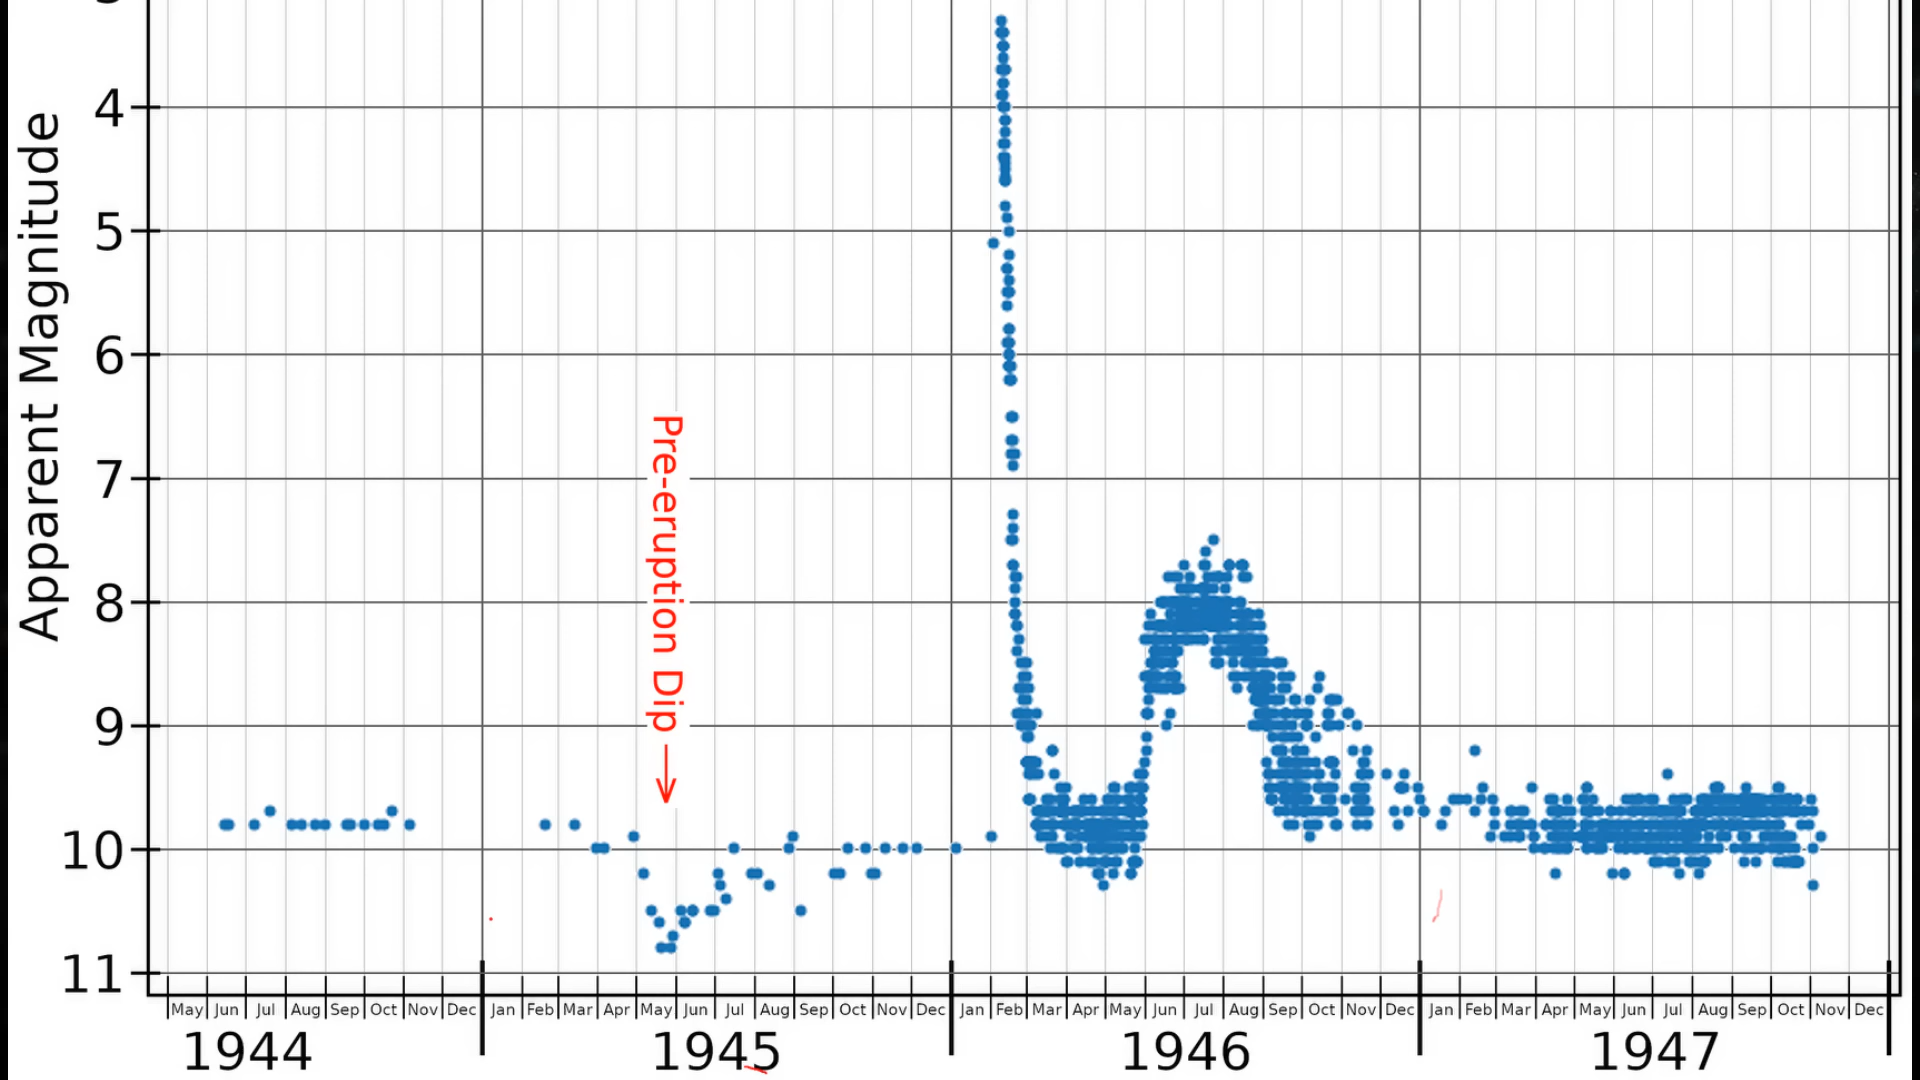 Apparent Magnitude
4
5
6
7
8
9
10
11
Pre-eruption Dip
May Jun Jul Aug Sep Oct Nov Dec Jan Feb Mar Apr May Jun Jul Aug Sep Oct Nov Dec Jan Feb Mar Apr May Jun Jul Aug Sep Oct Nov Dec Jan Feb Mar Apr May Jun Jul Aug Sep Oct Nov Dec
1944 1945 1946 1947